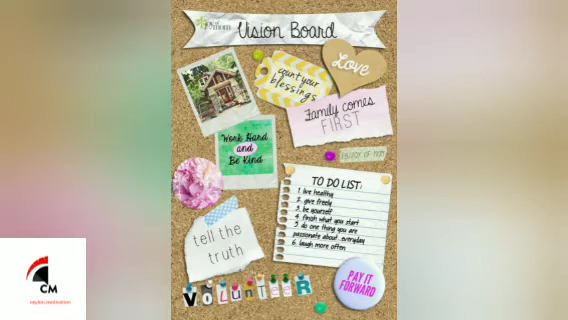 Vision Board
Love
count your
blessings
Family comes
FIRST
Work Hard
and
Be Kind
TO DO LIST:
1. live healthy
2. give freely
3. be yourself
4. finish what you start
5. do one thing you are
passionate about everyday
6. laugh more often
tell the
truth
VOLUNTEER
PAY IT
FORWARD
CM